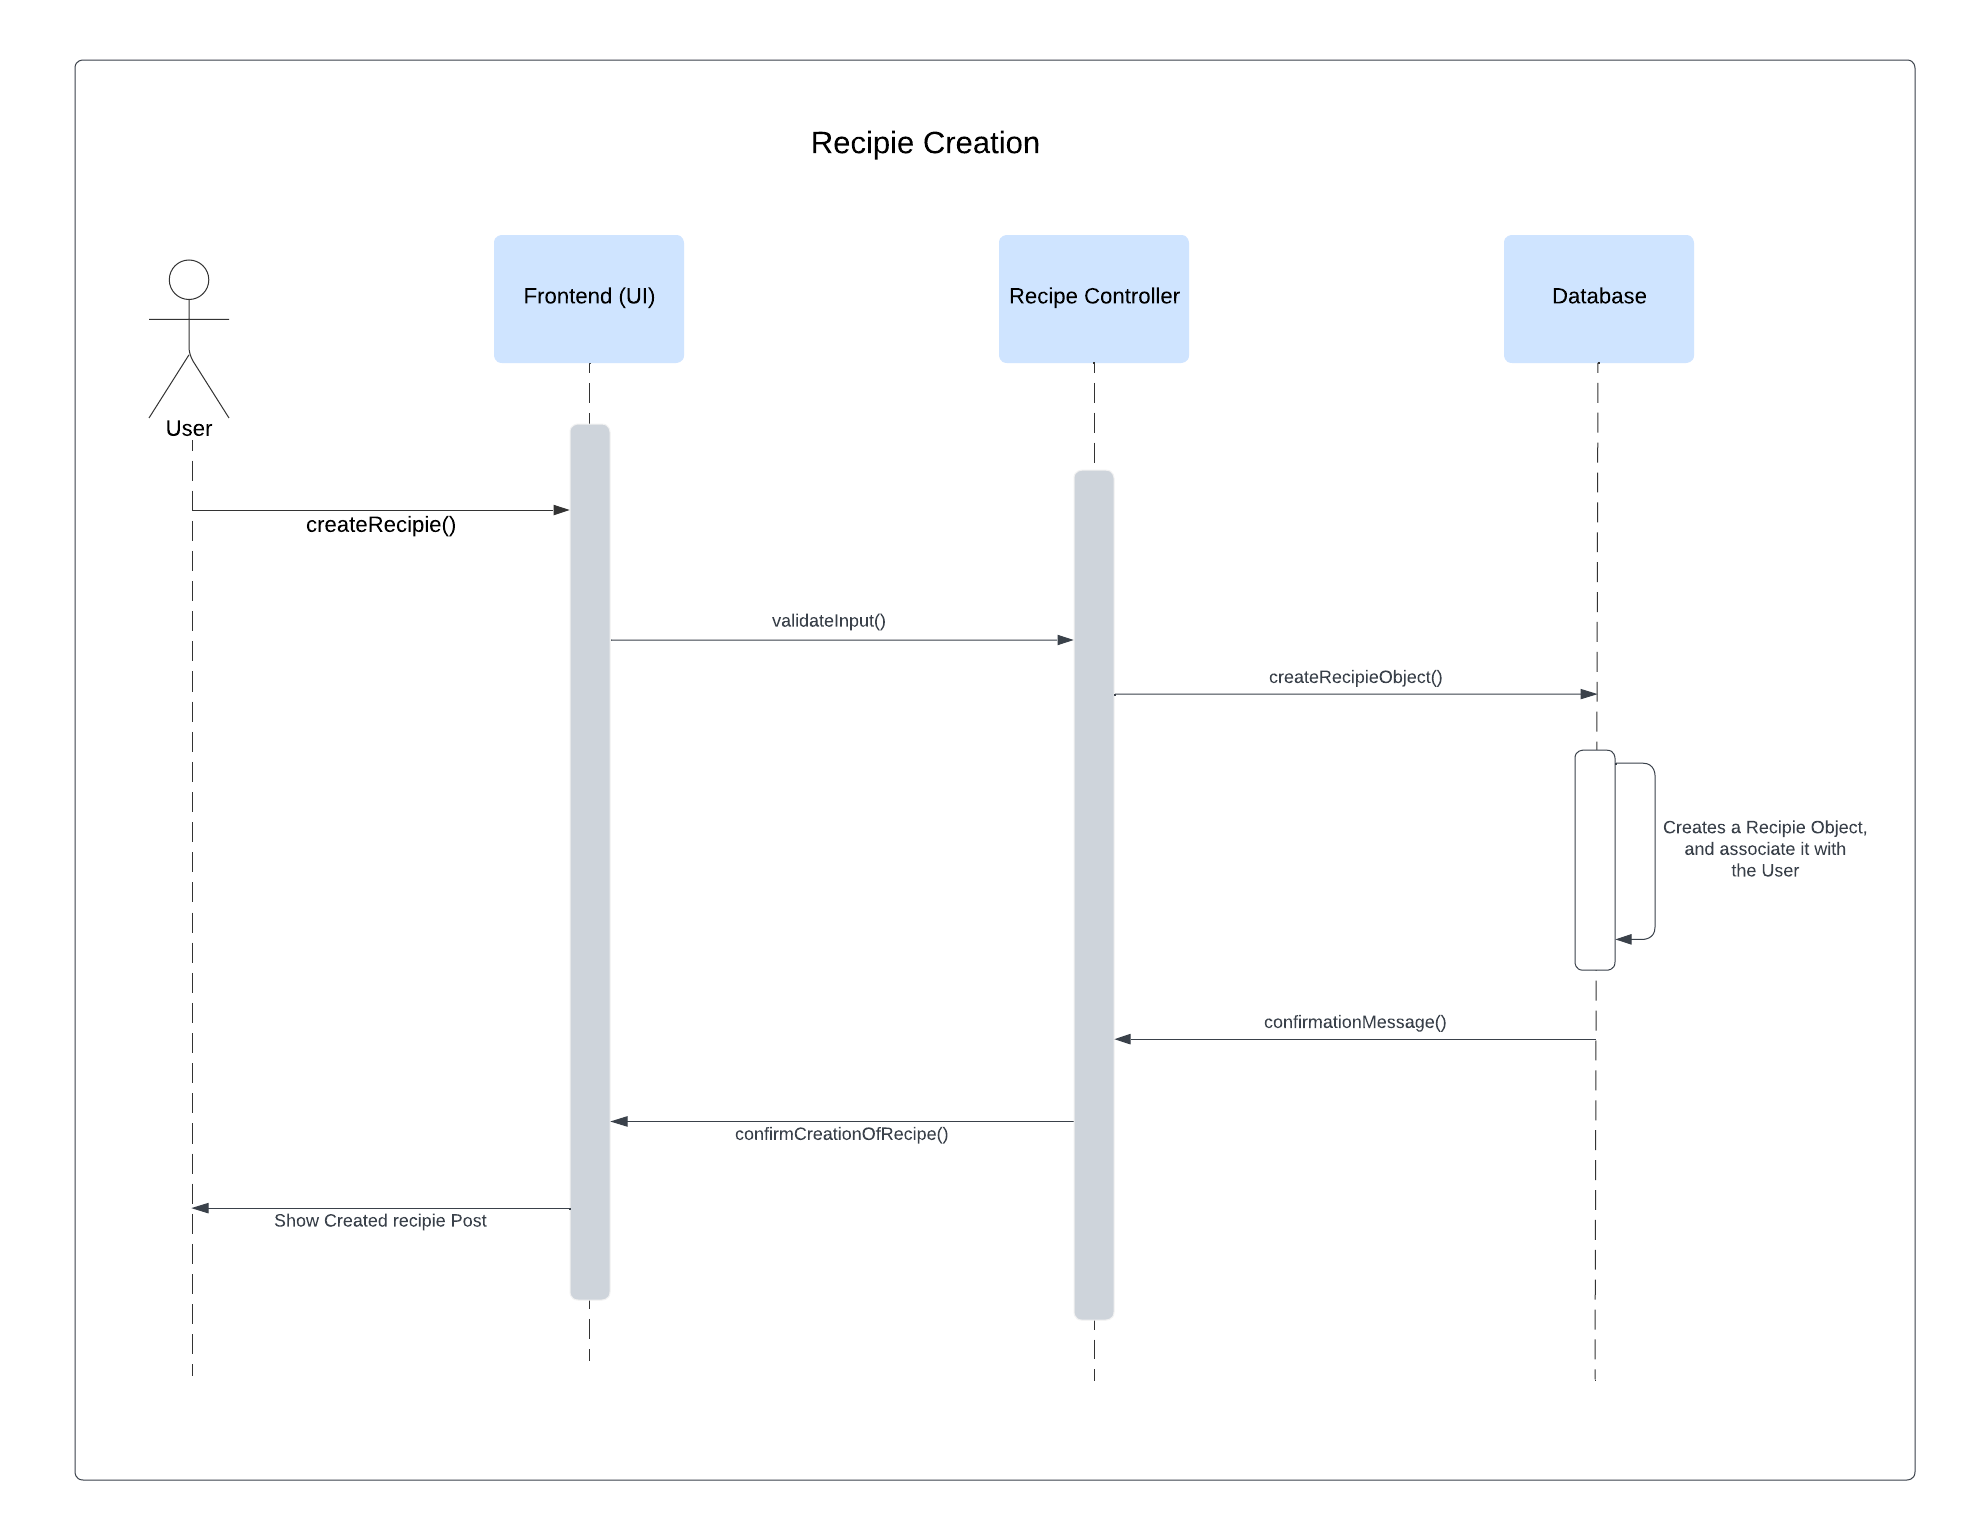 Recipie Creation
Frontend (UI)
Recipe Controller
Database
User
createRecipie()
validateInput()
createRecipieObject()
Creates a Recipie Object,
and associate it with
the User
confirmationMessage()
confirmCreationOfRecipe()
Show Created recipie Post